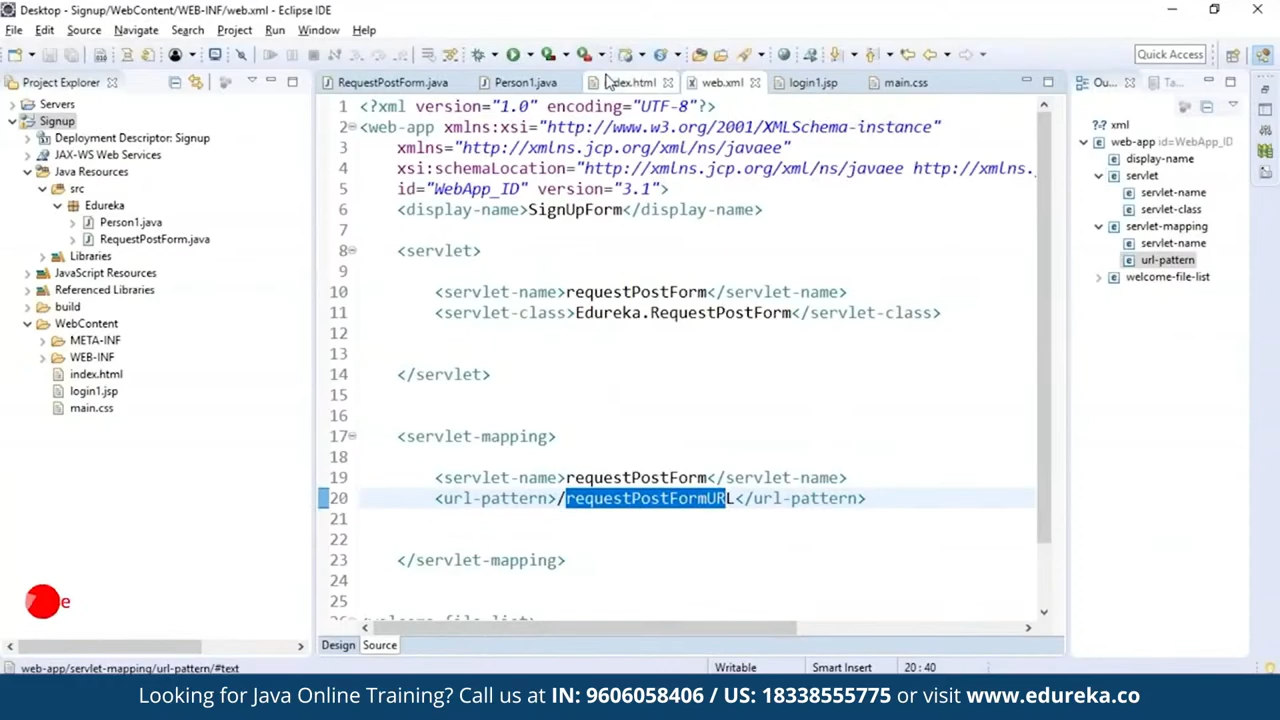 Desktop - Signup/WebContent/WEB-INF/web.xml - Eclipse IDE
File Edit Source Navigate Search Project Run Window Help
Quick Access
Project Explorer
RequestPostForm.java
Person1.java
web.xml
login1.jsp
main.css
Ou...
Ta...
Servers
Signup
Deployment Descriptor: Signup
JAX-WS Web Services
Java Resources
src
Edureka
Person1.java
RequestPostForm.java
Libraries
JavaScript Resources
Referenced Libraries
build
WebContent
META-INF
WEB-INF
index.html
login1.jsp
main.css
1 <?xml version="1.0" encoding="UTF-8"?>
2 <web-app xmlns:xsi="http://www.w3.org/2001/XMLSchema-instance"
3 xmlns="http://xmlns.jcp.org/xml/ns/javaee"
4 xsi:schemaLocation="http://xmlns.jcp.org/xml/ns/javaee http://xmlns.
5 id="WebApp_ID" version="3.1">
6 <display-name>SignUpForm</display-name>
7
8 <servlet>
9
10 <servlet-name>requestPostForm</servlet-name>
11 <servlet-class>Edureka.RequestPostForm</servlet-class>
12
13
14 </servlet>
15
16
17 <servlet-mapping>
18
19 <servlet-name>requestPostForm</servlet-name>
20 <url-pattern>/requestPostFormURL</url-pattern>
21
22
23 </servlet-mapping>
24
25
xml
web-app id=WebApp_ID
display-name
servlet
servlet-name
servlet-class
servlet-mapping
servlet-name
url-pattern
welcome-file-list
e
Design Source
web-app/servlet-mapping/url-pattern/#text
Writable
Smart Insert
20 : 40
Looking for Java Online Training? Call us at IN: 9606058406 / US: 18338555775 or visit www.edureka.co